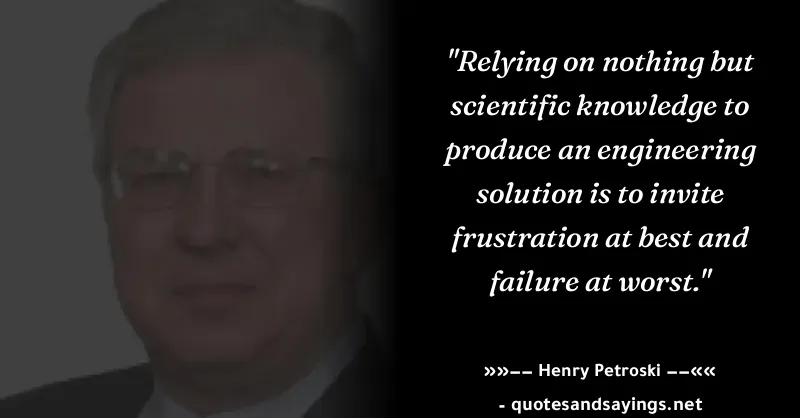 "Relying on nothing but
scientific knowledge to
produce an engineering
solution is to invite
frustration at best and
failure at worst."
»»–– Henry Petroski ––««
- quotesandsayings.net